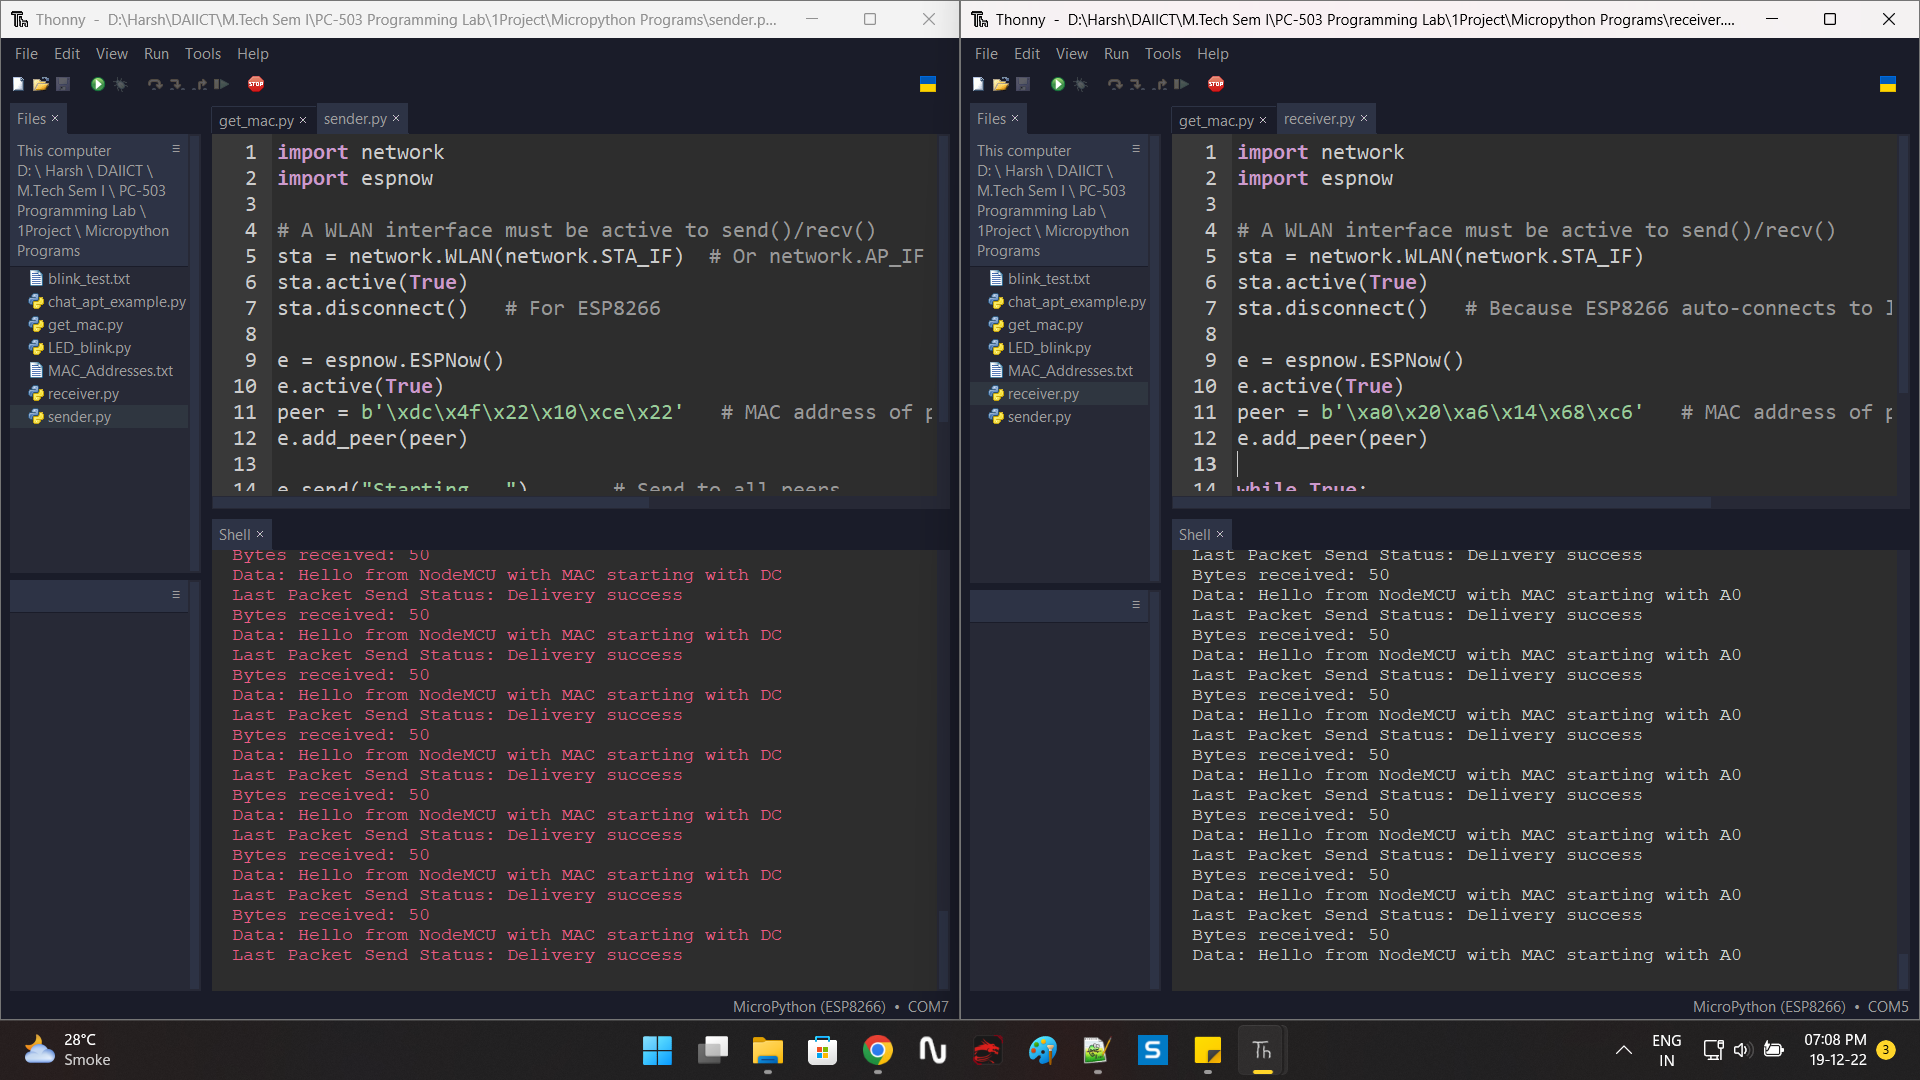 Thonny - D:\Harsh\DAIICT\M.Tech Sem I\PC-503 Programming Lab\1Project\Micropython Programs\sender.p...
File Edit View Run Tools Help
STOP
Files ×
This computer
D: \ Harsh \ DAIICT \
M.Tech Sem I \ PC-503
Programming Lab \
1Project \ Micropython
Programs
blink_test.txt
chat_apt_example.py
get_mac.py
LED_blink.py
MAC_Addresses.txt
receiver.py
sender.py
get_mac.py × sender.py ×
1 import network
2 import espnow
3
4 # A WLAN interface must be active to send()/recv()
5 sta = network.WLAN(network.STA_IF)  # Or network.AP_IF
6 sta.active(True)
7 sta.disconnect()   # For ESP8266
8
9 e = espnow.ESPNow()
10 e.active(True)
11 peer = b'\xdc\x4f\x22\x10\xce\x22'   # MAC address of p
12 e.add_peer(peer)
13
14 e.send("Starting...")       # Send to all peers
Shell ×
Bytes received: 50
Data: Hello from NodeMCU with MAC starting with DC
Last Packet Send Status: Delivery success
Bytes received: 50
Data: Hello from NodeMCU with MAC starting with DC
Last Packet Send Status: Delivery success
Bytes received: 50
Data: Hello from NodeMCU with MAC starting with DC
Last Packet Send Status: Delivery success
Bytes received: 50
Data: Hello from NodeMCU with MAC starting with DC
Last Packet Send Status: Delivery success
Bytes received: 50
Data: Hello from NodeMCU with MAC starting with DC
Last Packet Send Status: Delivery success
Bytes received: 50
Data: Hello from NodeMCU with MAC starting with DC
Last Packet Send Status: Delivery success
Bytes received: 50
Data: Hello from NodeMCU with MAC starting with DC
Last Packet Send Status: Delivery success
MicroPython (ESP8266) • COM7
Thonny - D:\Harsh\DAIICT\M.Tech Sem I\PC-503 Programming Lab\1Project\Micropython Programs\receiver....
File Edit View Run Tools Help
STOP
Files ×
This computer
D: \ Harsh \ DAIICT \
M.Tech Sem I \ PC-503
Programming Lab \
1Project \ Micropython
Programs
blink_test.txt
chat_apt_example.py
get_mac.py
LED_blink.py
MAC_Addresses.txt
receiver.py
sender.py
get_mac.py × receiver.py ×
1 import network
2 import espnow
3
4 # A WLAN interface must be active to send()/recv()
5 sta = network.WLAN(network.STA_IF)
6 sta.active(True)
7 sta.disconnect()   # Because ESP8266 auto-connects to l
8
9 e = espnow.ESPNow()
10 e.active(True)
11 peer = b'\xa0\x20\xa6\x14\x68\xc6'   # MAC address of p
12 e.add_peer(peer)
13
14 while True:
Shell ×
Last Packet Send Status: Delivery success
Bytes received: 50
Data: Hello from NodeMCU with MAC starting with A0
Last Packet Send Status: Delivery success
Bytes received: 50
Data: Hello from NodeMCU with MAC starting with A0
Last Packet Send Status: Delivery success
Bytes received: 50
Data: Hello from NodeMCU with MAC starting with A0
Last Packet Send Status: Delivery success
Bytes received: 50
Data: Hello from NodeMCU with MAC starting with A0
Last Packet Send Status: Delivery success
Bytes received: 50
Data: Hello from NodeMCU with MAC starting with A0
Last Packet Send Status: Delivery success
Bytes received: 50
Data: Hello from NodeMCU with MAC starting with A0
Last Packet Send Status: Delivery success
Bytes received: 50
Data: Hello from NodeMCU with MAC starting with A0
MicroPython (ESP8266) • COM5
28°C
Smoke
S
Th
ENG
IN
07:08 PM
19-12-22
3